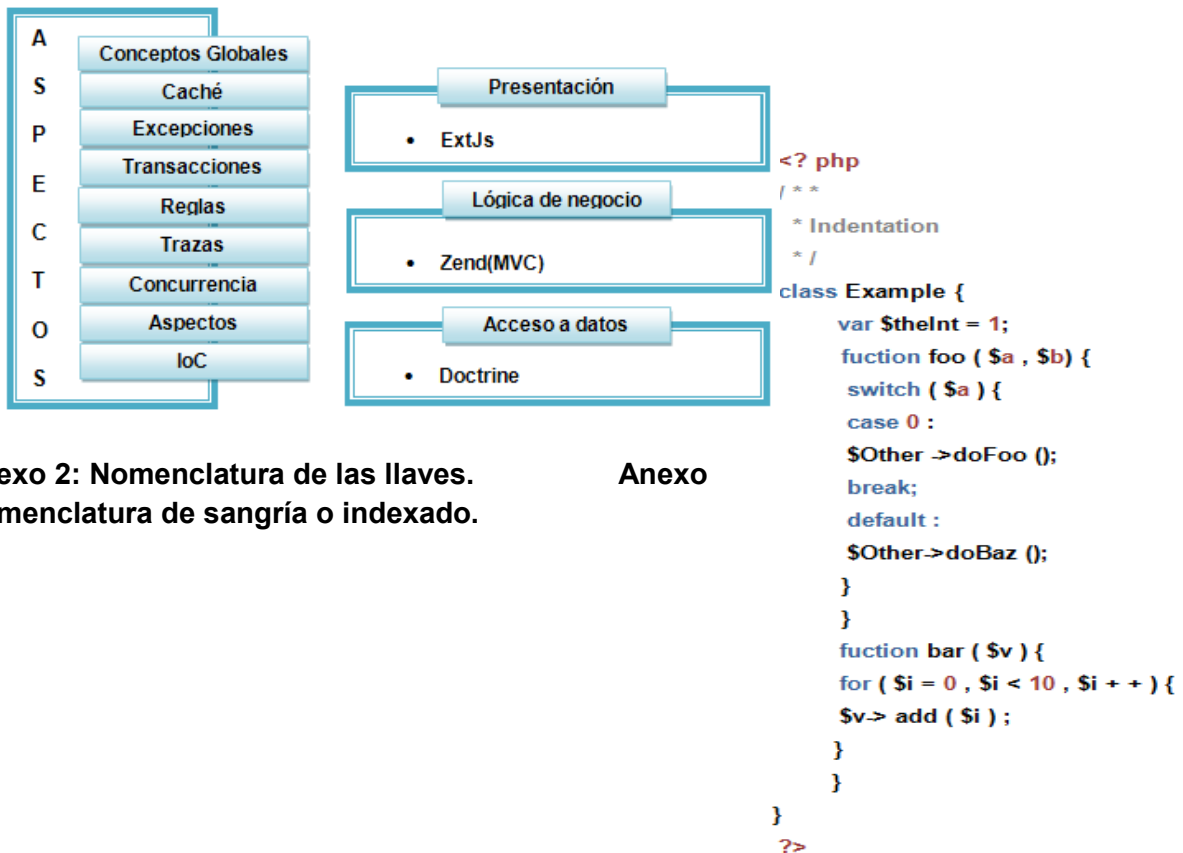 A
S
P
E
C
T
O
S
Conceptos Globales
Caché
Excepciones
Transacciones
Reglas
Trazas
Concurrencia
Aspectos
IoC
Presentación
• ExtJs
Lógica de negocio
• Zend(MVC)
Acceso a datos
• Doctrine
exo 2: Nomenclatura de las llaves. Anexo
menclatura de sangría o indexado.
<? php
/ * *
* Indentation
* /
class Example {
var $theInt = 1;
fuction foo ( $a , $b) {
switch ( $a ) {
case 0 :
$Other ->doFoo ();
break;
default :
$Other->doBaz ();
}
}
fuction bar ( $v ) {
for ( $i = 0 , $i < 10 , $i + + ) {
$v-> add ( $i ) ;
}
}
}
?>